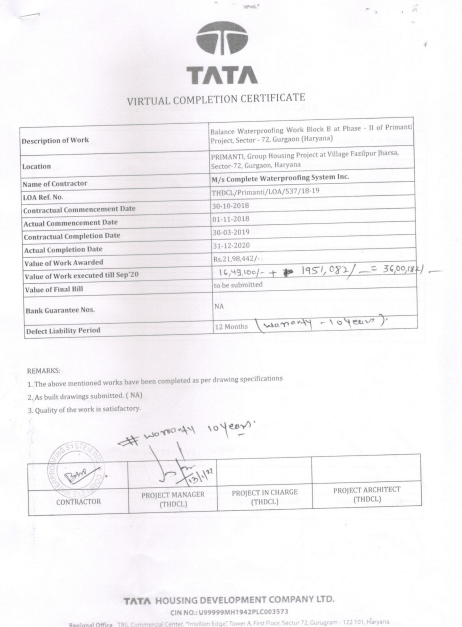 TATA
VIRTUAL COMPLETION CERTIFICATE
Description of Work
Balance Waterproofing Work Block B at Phase - II of Primanti
Project, Sector - 72, Gurgaon (Haryana)
Location
PRIMANTI, Group Housing Project at Village Fazilpur Jharsa,
Sector-72, Gurgaon, Haryana
Name of Contractor
M/s Complete Waterproofing System Inc.
LOA Ref. No.
THDCL/Primanti/LOA/537/18-19
Contractual Commencement Date
30-10-2018
Actual Commencement Date
01-11-2018
Contractual Completion Date
30-03-2019
Actual Completion Date
31-12-2020
Value of Work Awarded
Rs.21,98,442/-
Value of Work executed till Sep'20
16,49,100/- + 1951,082/- = 36,00,182/-
Value of Final Bill
to be submitted
Bank Guarantee Nos.
NA
Defect Liability Period
12 Months (warranty - 10 years).
REMARKS:
1. The above mentioned works have been completed as per drawing specifications
2. As built drawings submitted. ( NA)
3. Quality of the work is satisfactory.
# warranty 10 years.
CONTRACTOR
PROJECT MANAGER
(THDCL)
PROJECT IN CHARGE
(THDCL)
PROJECT ARCHITECT
(THDCL)
TATA HOUSING DEVELOPMENT COMPANY LTD.
CIN NO.: U99999MH1942PLC003573
Regional Office TRIL Commercial Center, "Intellion Edge", Tower A, First Floor, Sector 72, Gurugram - 122 101, Haryana